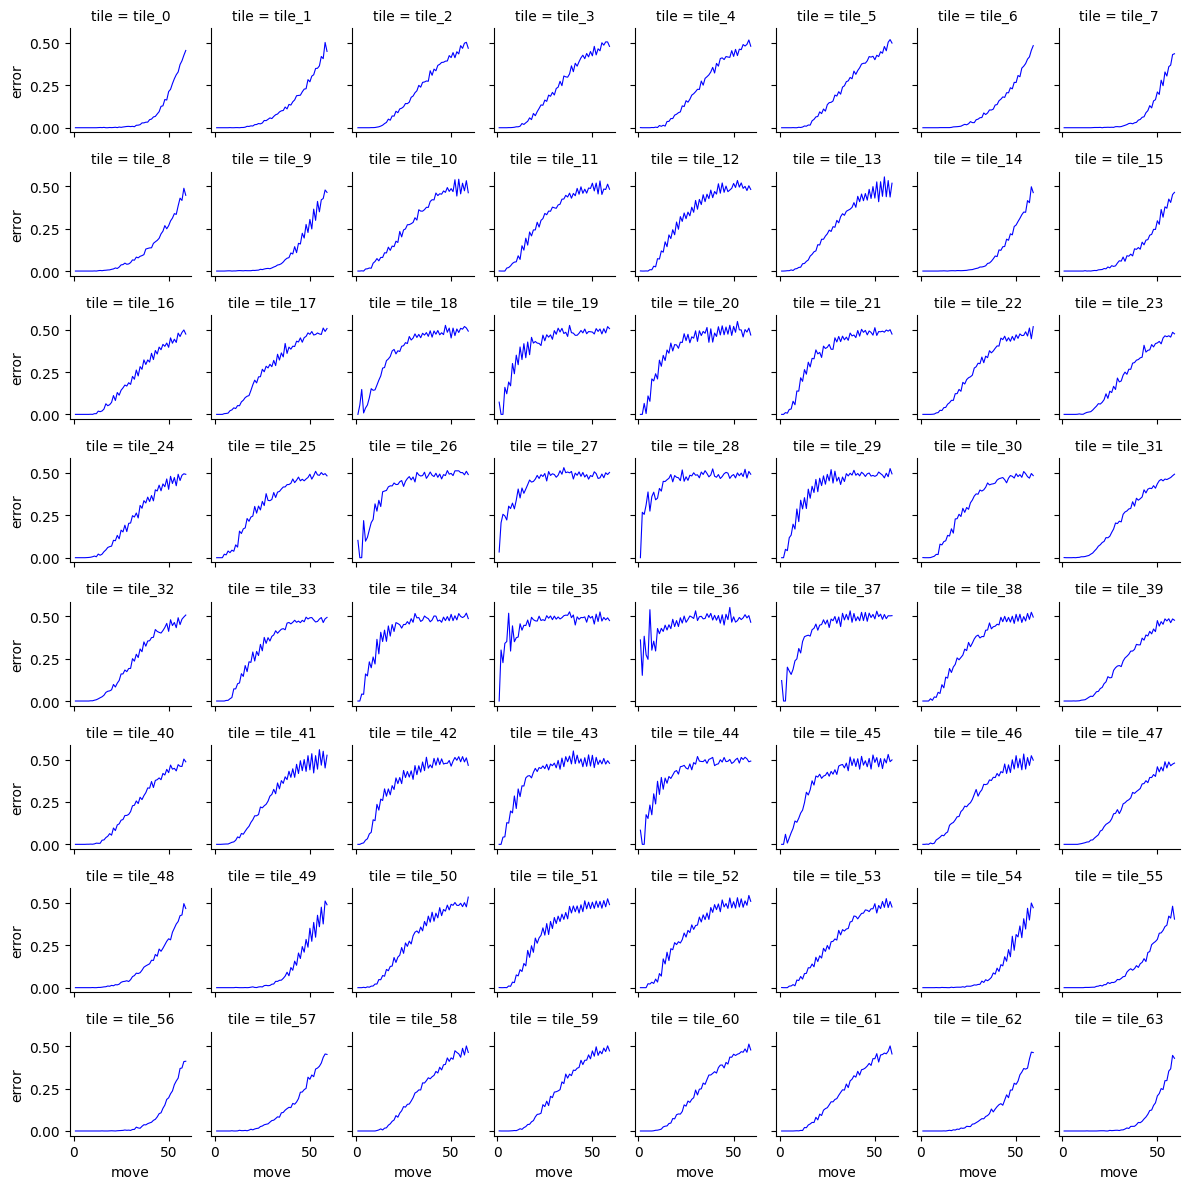 tile = tile_0 tile = tile_1 tile = tile_2 tile = tile_3 tile = tile_4 tile = tile_5 tile = tile_6 tile = tile_7
0.50
0.25
0.00
error
tile = tile_8 tile = tile_9 tile = tile_10 tile = tile_11 tile = tile_12 tile = tile_13 tile = tile_14 tile = tile_15
0.50
0.25
0.00
error
tile = tile_16 tile = tile_17 tile = tile_18 tile = tile_19 tile = tile_20 tile = tile_21 tile = tile_22 tile = tile_23
0.50
0.25
0.00
error
tile = tile_24 tile = tile_25 tile = tile_26 tile = tile_27 tile = tile_28 tile = tile_29 tile = tile_30 tile = tile_31
0.50
0.25
0.00
error
tile = tile_32 tile = tile_33 tile = tile_34 tile = tile_35 tile = tile_36 tile = tile_37 tile = tile_38 tile = tile_39
0.50
0.25
0.00
error
tile = tile_40 tile = tile_41 tile = tile_42 tile = tile_43 tile = tile_44 tile = tile_45 tile = tile_46 tile = tile_47
0.50
0.25
0.00
error
tile = tile_48 tile = tile_49 tile = tile_50 tile = tile_51 tile = tile_52 tile = tile_53 tile = tile_54 tile = tile_55
0.50
0.25
0.00
error
tile = tile_56 tile = tile_57 tile = tile_58 tile = tile_59 tile = tile_60 tile = tile_61 tile = tile_62 tile = tile_63
0.50
0.25
0.00
error
0 50 0 50 0 50 0 50 0 50 0 50 0 50 0 50
move move move move move move move move